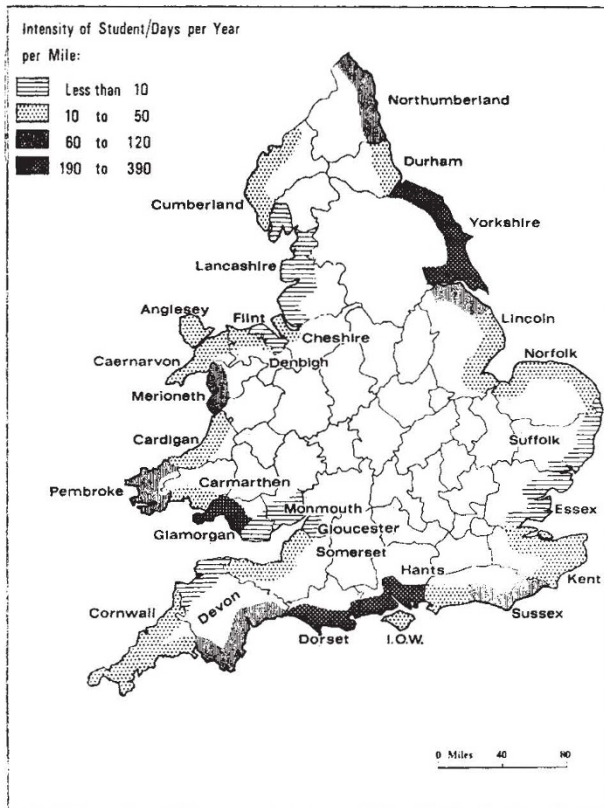 Intensity of Student/Days per Year
per Mile:
Less than 10
10 to 50
60 to 120
190 to 390
Northumberland
Durham
Cumberland
Yorkshire
Lancashire
Anglesey
Flint
Lincoln
Cheshire
Norfolk
Caernarvon
Denbigh
Merioneth
Cardigan
Suffolk
Carmarthen
Pembroke
Monmouth
Essex
Glamorgan
Gloucester
Somerset
Hants
Kent
Cornwall
Devon
Sussex
Dorset
I.O.W.
0 Miles 40 80